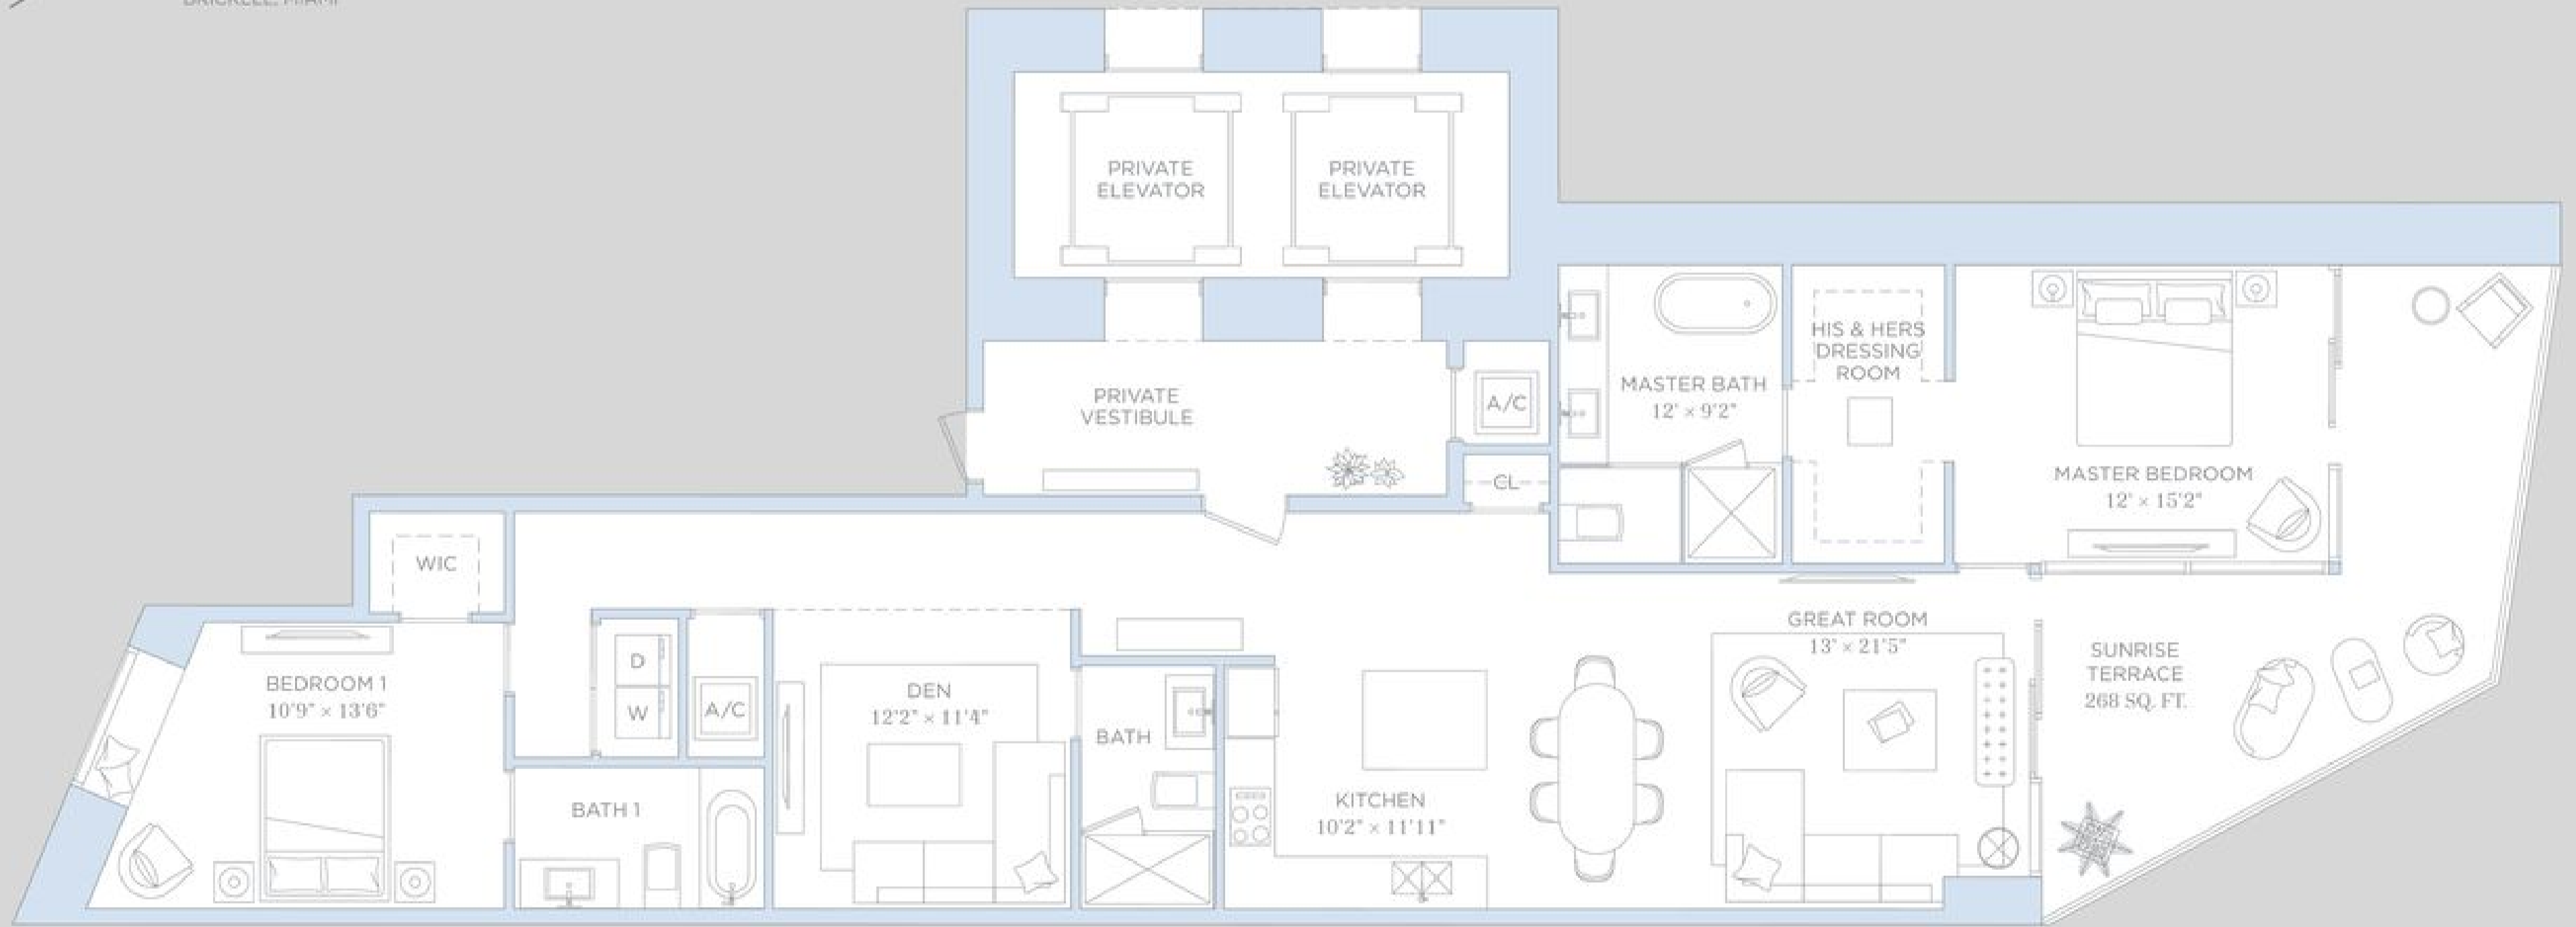 BRICKELL, MIAMI
PRIVATE
ELEVATOR
PRIVATE
ELEVATOR
PRIVATE
VESTIBULE
A/C
CL
MASTER BATH
12' × 9'2"
HIS & HERS
DRESSING
ROOM
MASTER BEDROOM
12' × 15'2"
WIC
BEDROOM 1
10'9" × 13'6"
D
W
A/C
BATH 1
DEN
12'2" × 11'4"
BATH
KITCHEN
10'2" × 11'11"
GREAT ROOM
13' × 21'5"
SUNRISE
TERRACE
268 SQ. FT.